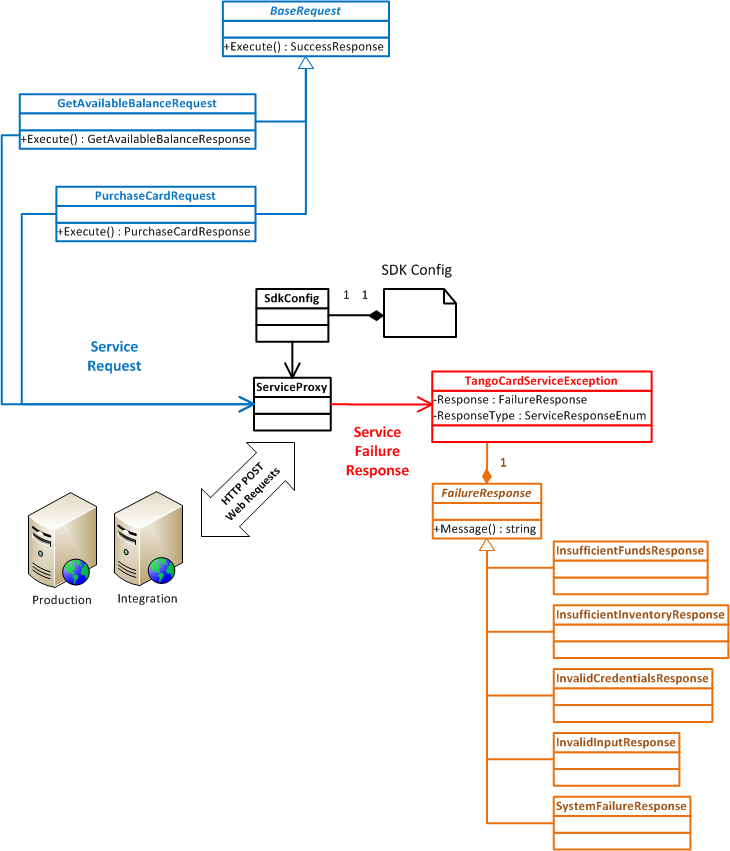 BaseRequest
+Execute() : SuccessResponse
GetAvailableBalanceRequest
+Execute() : GetAvailableBalanceResponse
PurchaseCardRequest
+Execute() : PurchaseCardResponse
SDK Config
SdkConfig
1 1
Service
Request
ServiceProxy
TangoCardServiceException
-Response : FailureResponse
-ResponseType : ServiceResponseEnum
Service
Failure
Response
1
HTTP POST
Web Requests
FailureResponse
+Message() : string
Production
Integration
InsufficientFundsResponse
InsufficientInventoryResponse
InvalidCredentialsResponse
InvalidInputResponse
SystemFailureResponse